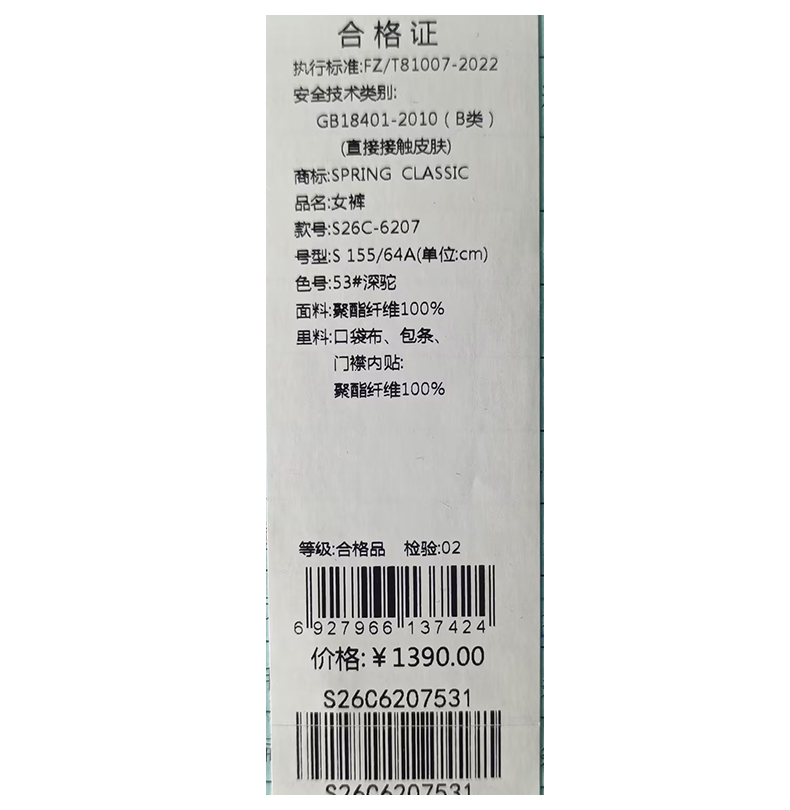 合格证
执行标准:FZ/T81007-2022
安全技术类别:
GB18401-2010（B类）
(直接接触皮肤)
商标:SPRING CLASSIC
品名:女裤
款号:S26C-6207
号型:S 155/64A(单位:cm)
色号:53#深驼
面料:聚酯纤维100%
里料:口袋布、包条、
门襟内贴:
聚酯纤维100%
等级:合格品 检验:02
6 927966 137424
价格:￥1390.00
S26C6207531
S26C6207531